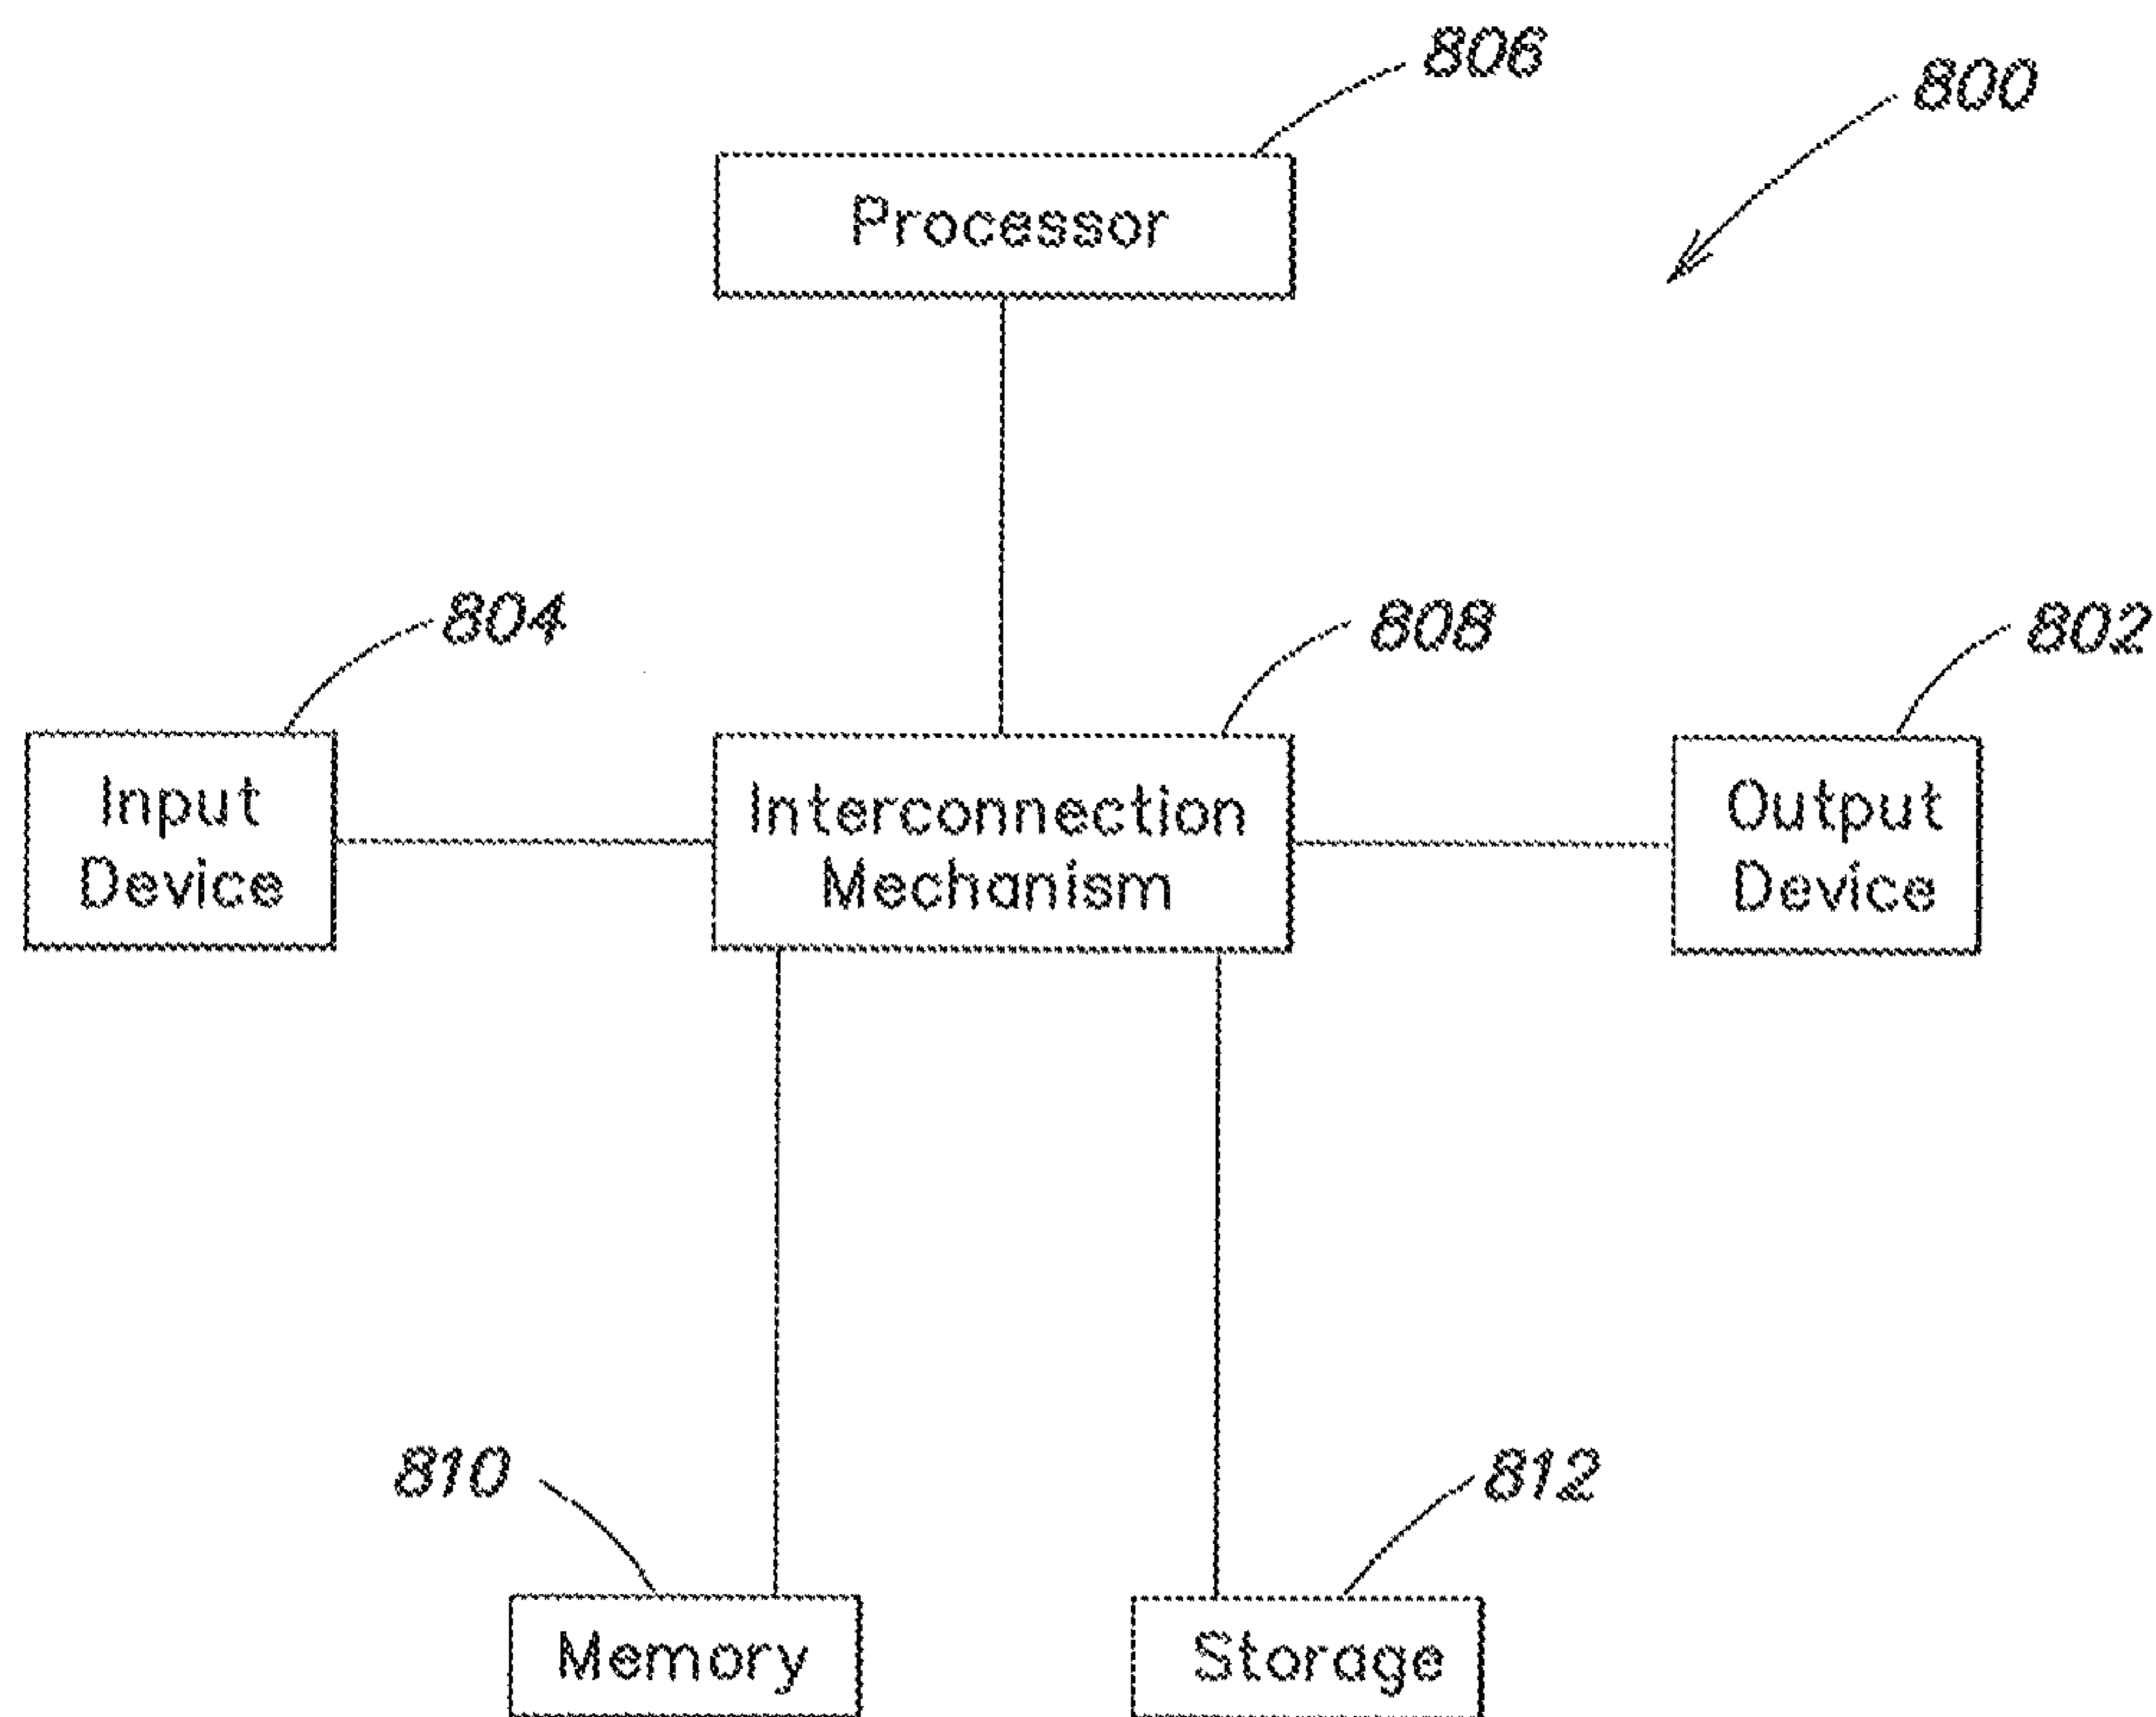 806
800
Processor
804
808
802
Input
Device
Interconnection
Mechanism
Output
Device
810
812
Memory
Storage